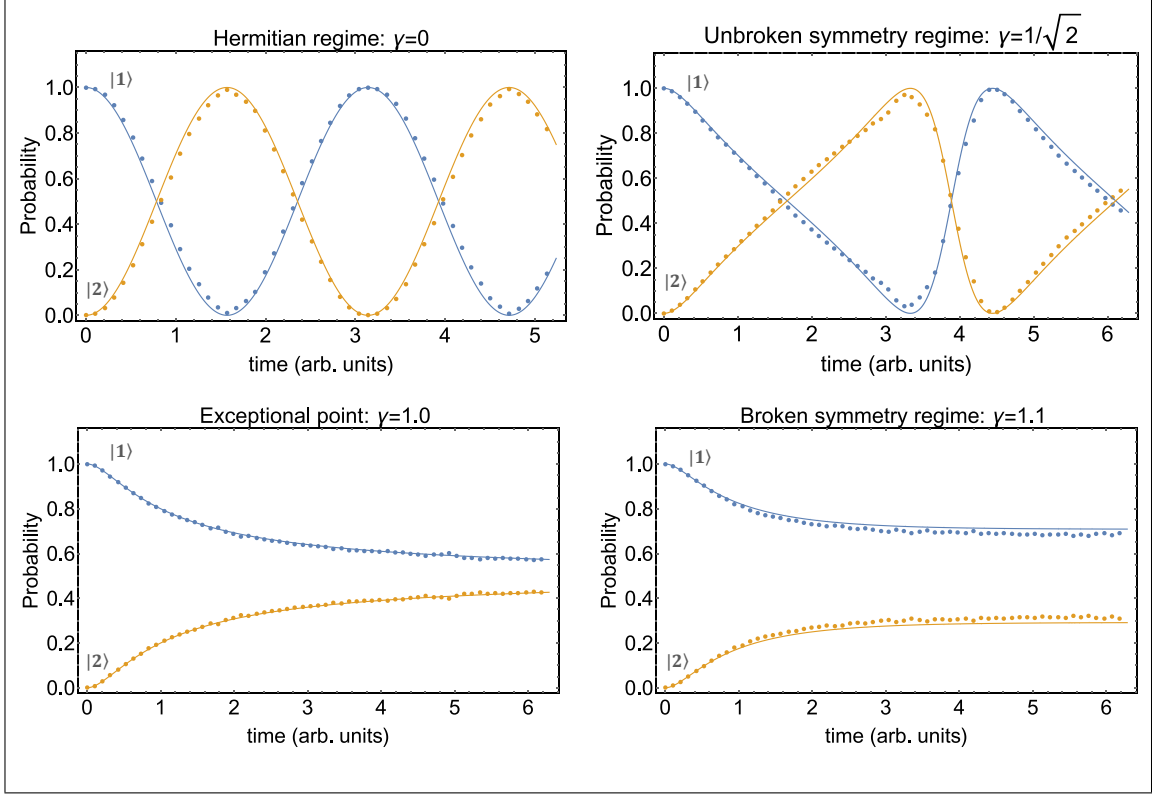 Hermitian regime: γ=0
|1⟩
|2⟩
Probability
1.0
0.8
0.6
0.4
0.2
0.0
0 1 2 3 4 5
time (arb. units)
Unbroken symmetry regime: γ=1/√2
|1⟩
|2⟩
Probability
1.0
0.8
0.6
0.4
0.2
0.0
0 1 2 3 4 5 6
time (arb. units)
Exceptional point: γ=1.0
|1⟩
|2⟩
Probability
1.0
0.8
0.6
0.4
0.2
0.0
0 1 2 3 4 5 6
time (arb. units)
Broken symmetry regime: γ=1.1
|1⟩
|2⟩
Probability
1.0
0.8
0.6
0.4
0.2
0.0
0 1 2 3 4 5 6
time (arb. units)